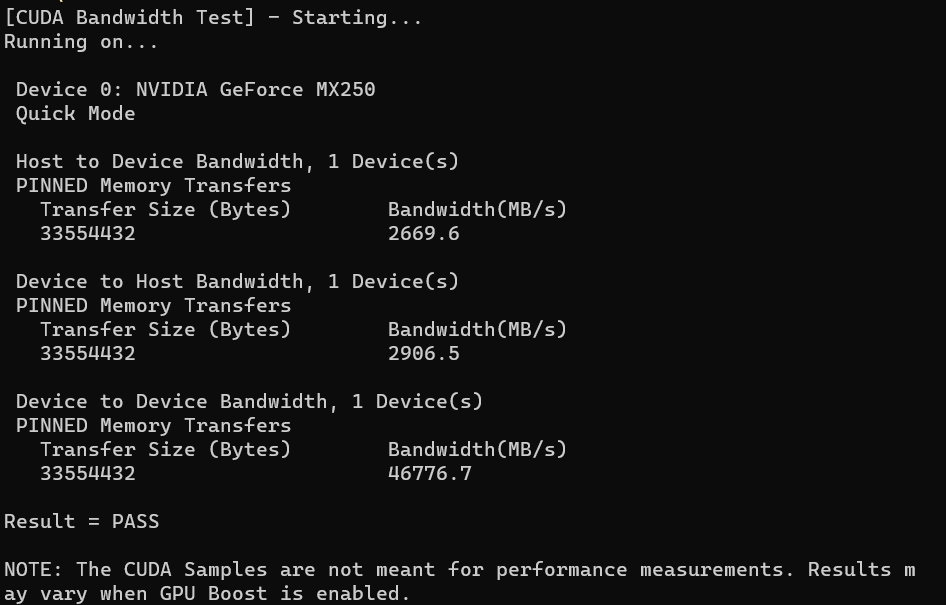 [CUDA Bandwidth Test] - Starting...
Running on...
Device 0: NVIDIA GeForce MX250
Quick Mode
Host to Device Bandwidth, 1 Device(s)
PINNED Memory Transfers
Transfer Size (Bytes) Bandwidth(MB/s)
33554432 2669.6
Device to Host Bandwidth, 1 Device(s)
PINNED Memory Transfers
Transfer Size (Bytes) Bandwidth(MB/s)
33554432 2906.5
Device to Device Bandwidth, 1 Device(s)
PINNED Memory Transfers
Transfer Size (Bytes) Bandwidth(MB/s)
33554432 46776.7
Result = PASS
NOTE: The CUDA Samples are not meant for performance measurements. Results m
ay vary when GPU Boost is enabled.